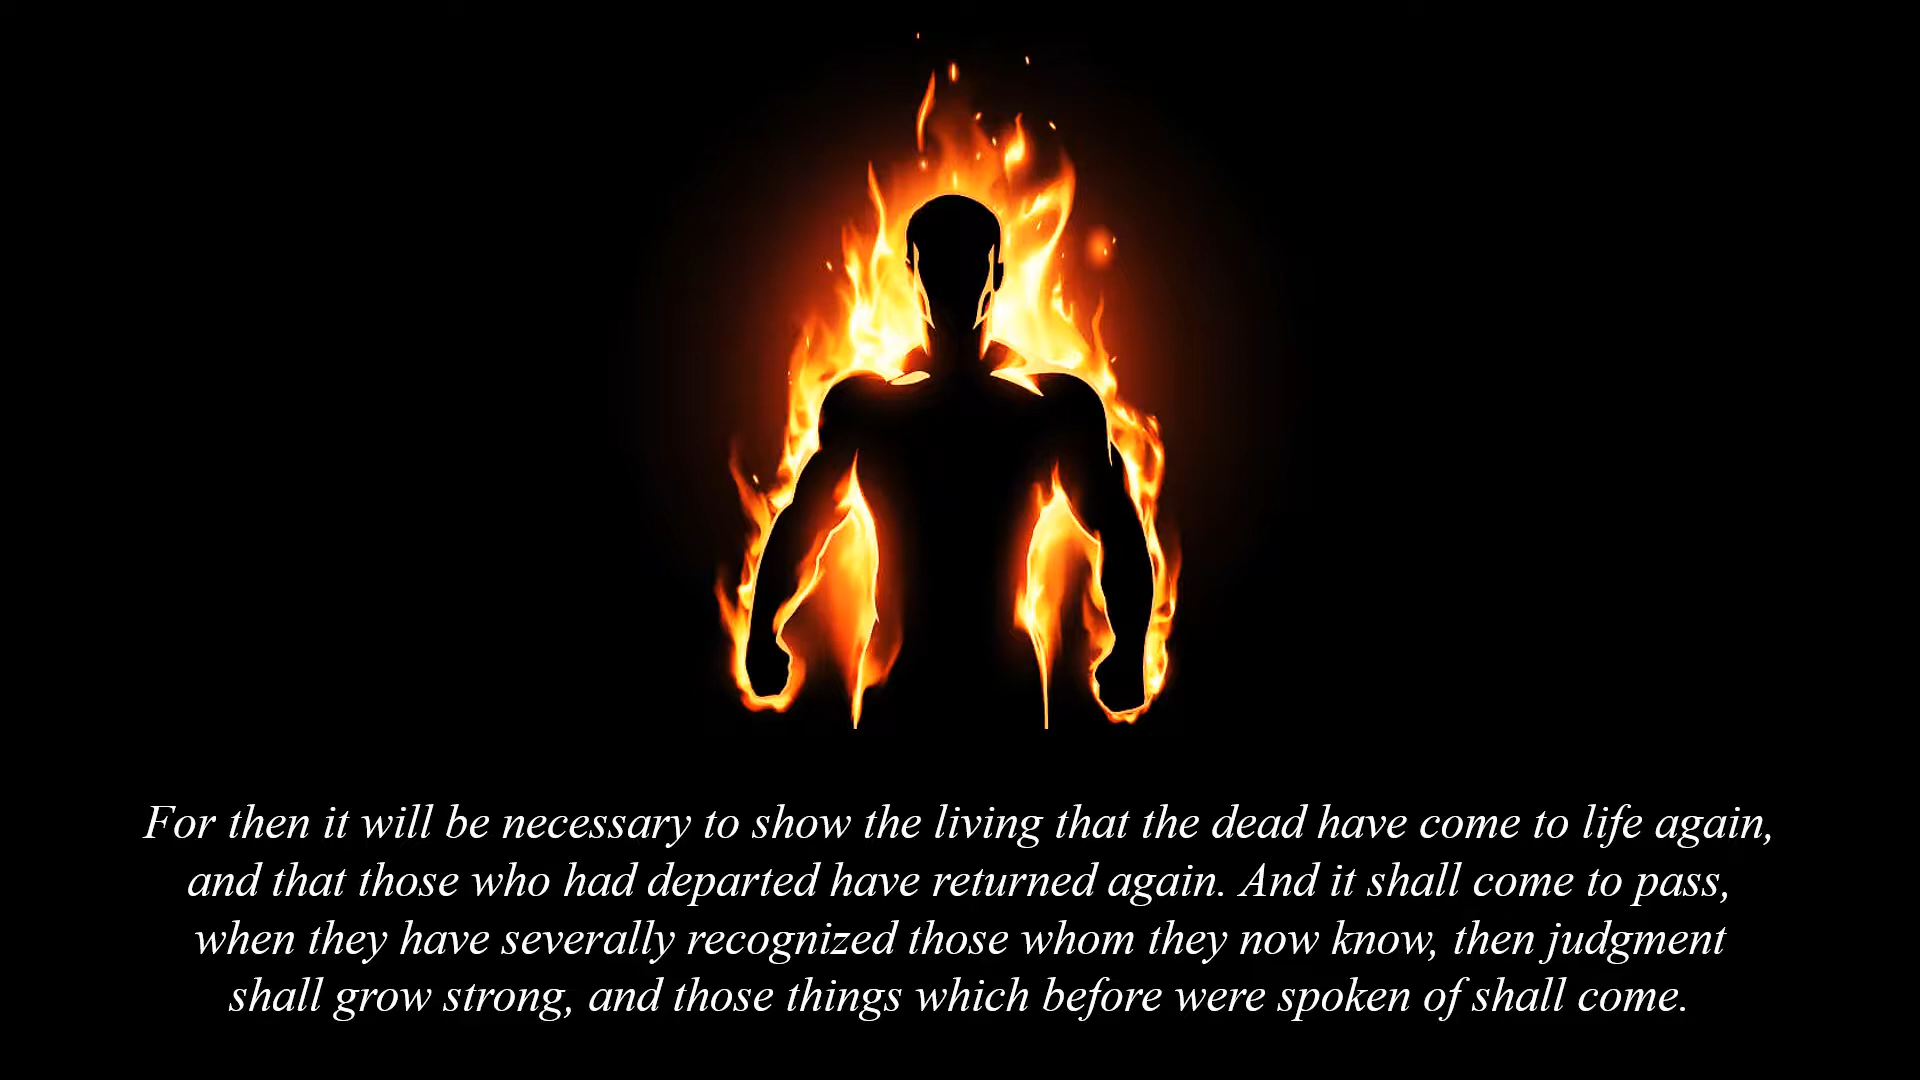 For then it will be necessary to show the living that the dead have come to life again,
and that those who had departed have returned again. And it shall come to pass,
when they have severally recognized those whom they now know, then judgment
shall grow strong, and those things which before were spoken of shall come.